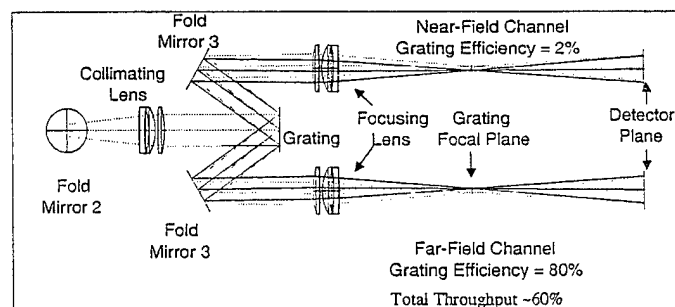 Fold
Mirror 3
Near-Field Channel
Grating Efficiency = 2%
Collimating
Lens
Grating
Focusing
Lens
Grating
Focal Plane
Detector
Plane
Fold
Mirror 2
Fold
Mirror 3
Far-Field Channel
Grating Efficiency = 80%
Total Throughput ~60%